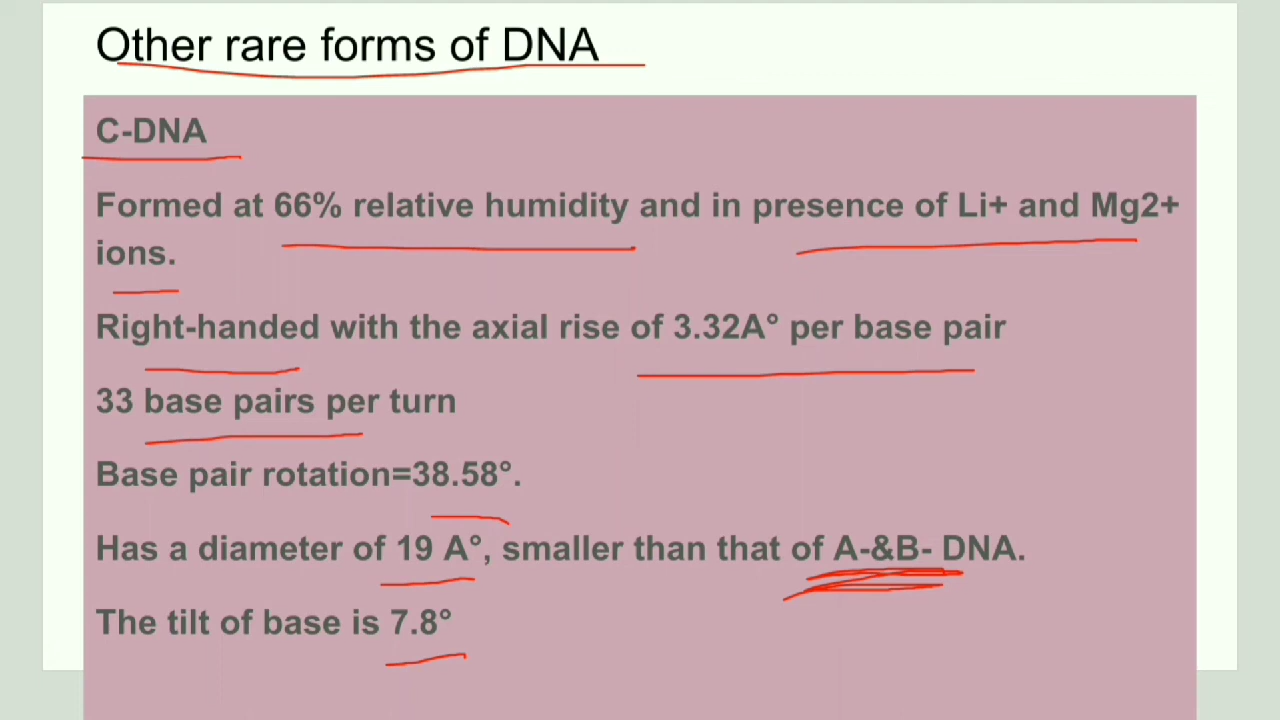 Other rare forms of DNA
C-DNA
Formed at 66% relative humidity and in presence of Li+ and Mg2+
ions.
Right-handed with the axial rise of 3.32A° per base pair
33 base pairs per turn
Base pair rotation=38.58°.
Has a diameter of 19 A°, smaller than that of A-&B- DNA.
The tilt of base is 7.8°